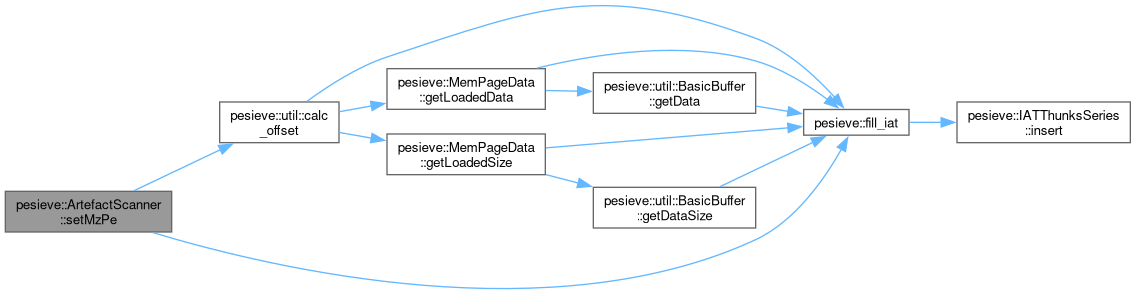 pesieve::ArtefactScanner
::setMzPe
pesieve::util::calc
_offset
pesieve::MemPageData
::getLoadedData
pesieve::MemPageData
::getLoadedSize
pesieve::util::BasicBuffer
::getData
pesieve::util::BasicBuffer
::getDataSize
pesieve::fill_iat
pesieve::IATThunksSeries
::insert